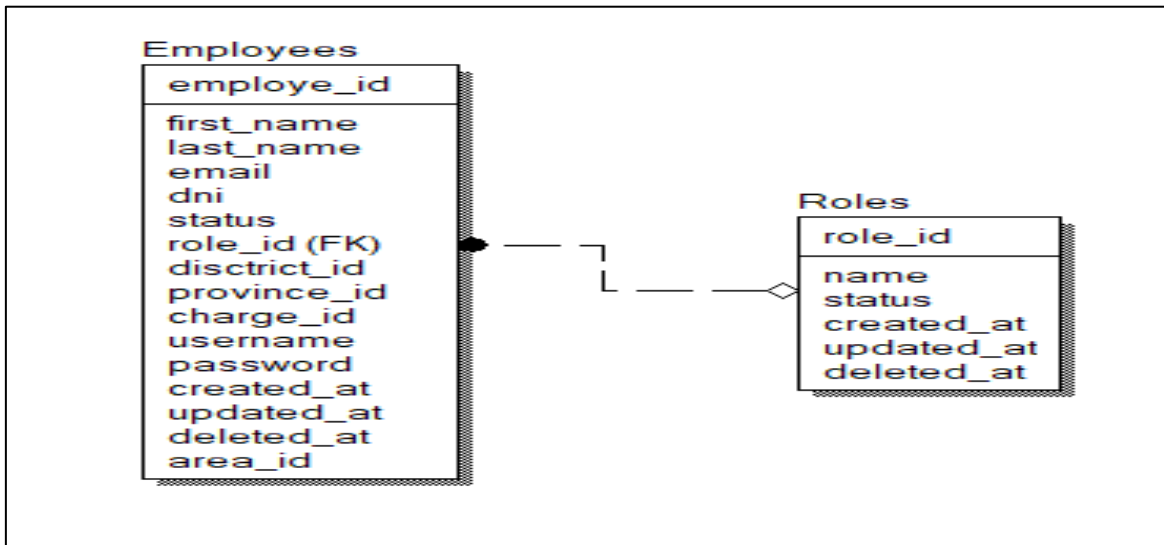 Employees
employe_id
first_name
last_name
email
dni
status
role_id (FK)
disctrict_id
province_id
charge_id
username
password
created_at
updated_at
deleted_at
area_id
Roles
role_id
name
status
created_at
updated_at
deleted_at